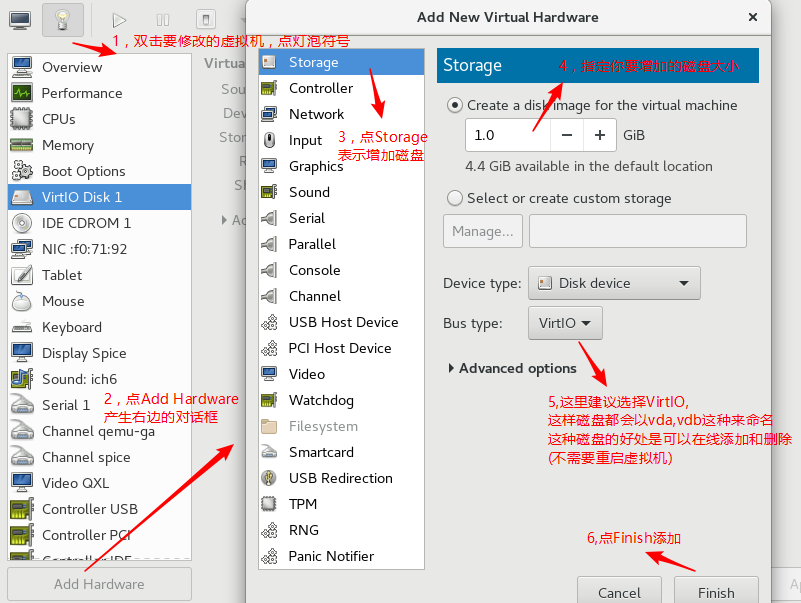 Add New Virtual Hardware
1，双击要修改的虚拟机，点灯泡符号
Overview
Performance
CPUs
Memory
Boot Options
VirtIO Disk 1
IDE CDROM 1
NIC :f0:71:92
Tablet
Mouse
Keyboard
Display Spice
Sound: ich6
Serial 1
Channel qemu-ga
Channel spice
Video QXL
Controller USB
Controller PCI
Controller IDE
Add Hardware
2，点Add Hardware
产生右边的对话框
Virtua
Sou
Dev
Stor
R
Sh
Ad
Storage
Controller
Network
Input
Graphics
Sound
Serial
Parallel
Console
Channel
USB Host Device
PCI Host Device
Video
Watchdog
Filesystem
Smartcard
USB Redirection
TPM
RNG
Panic Notifier
3，点Storage
表示增加磁盘
Storage
4，指定你要增加的磁盘大小
Create a disk image for the virtual machine
1.0 − + GiB
4.4 GiB available in the default location
Select or create custom storage
Manage...
Device type: Disk device
Bus type: VirtIO
Advanced options
5,这里建议选择VirtIO,
这样磁盘都会以vda,vdb这种来命名
这种磁盘的好处是可以在线添加和删除
(不需要重启虚拟机)
6,点Finish添加
Cancel Finish
Ap